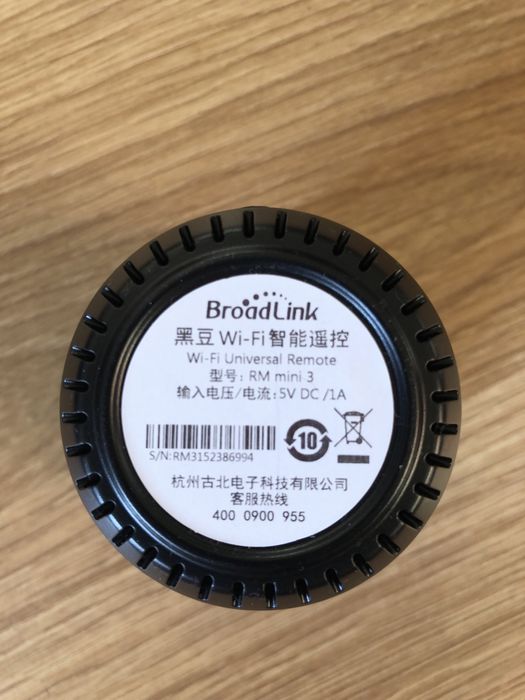 BroadLink
黑豆 Wi-Fi 智能遥控
Wi-Fi Universal Remote
型号: RM mini 3
输入电压/电流: 5V DC /1A
10
S/N:RM3152386994
杭州古北电子科技有限公司
客服热线
400 0900 955